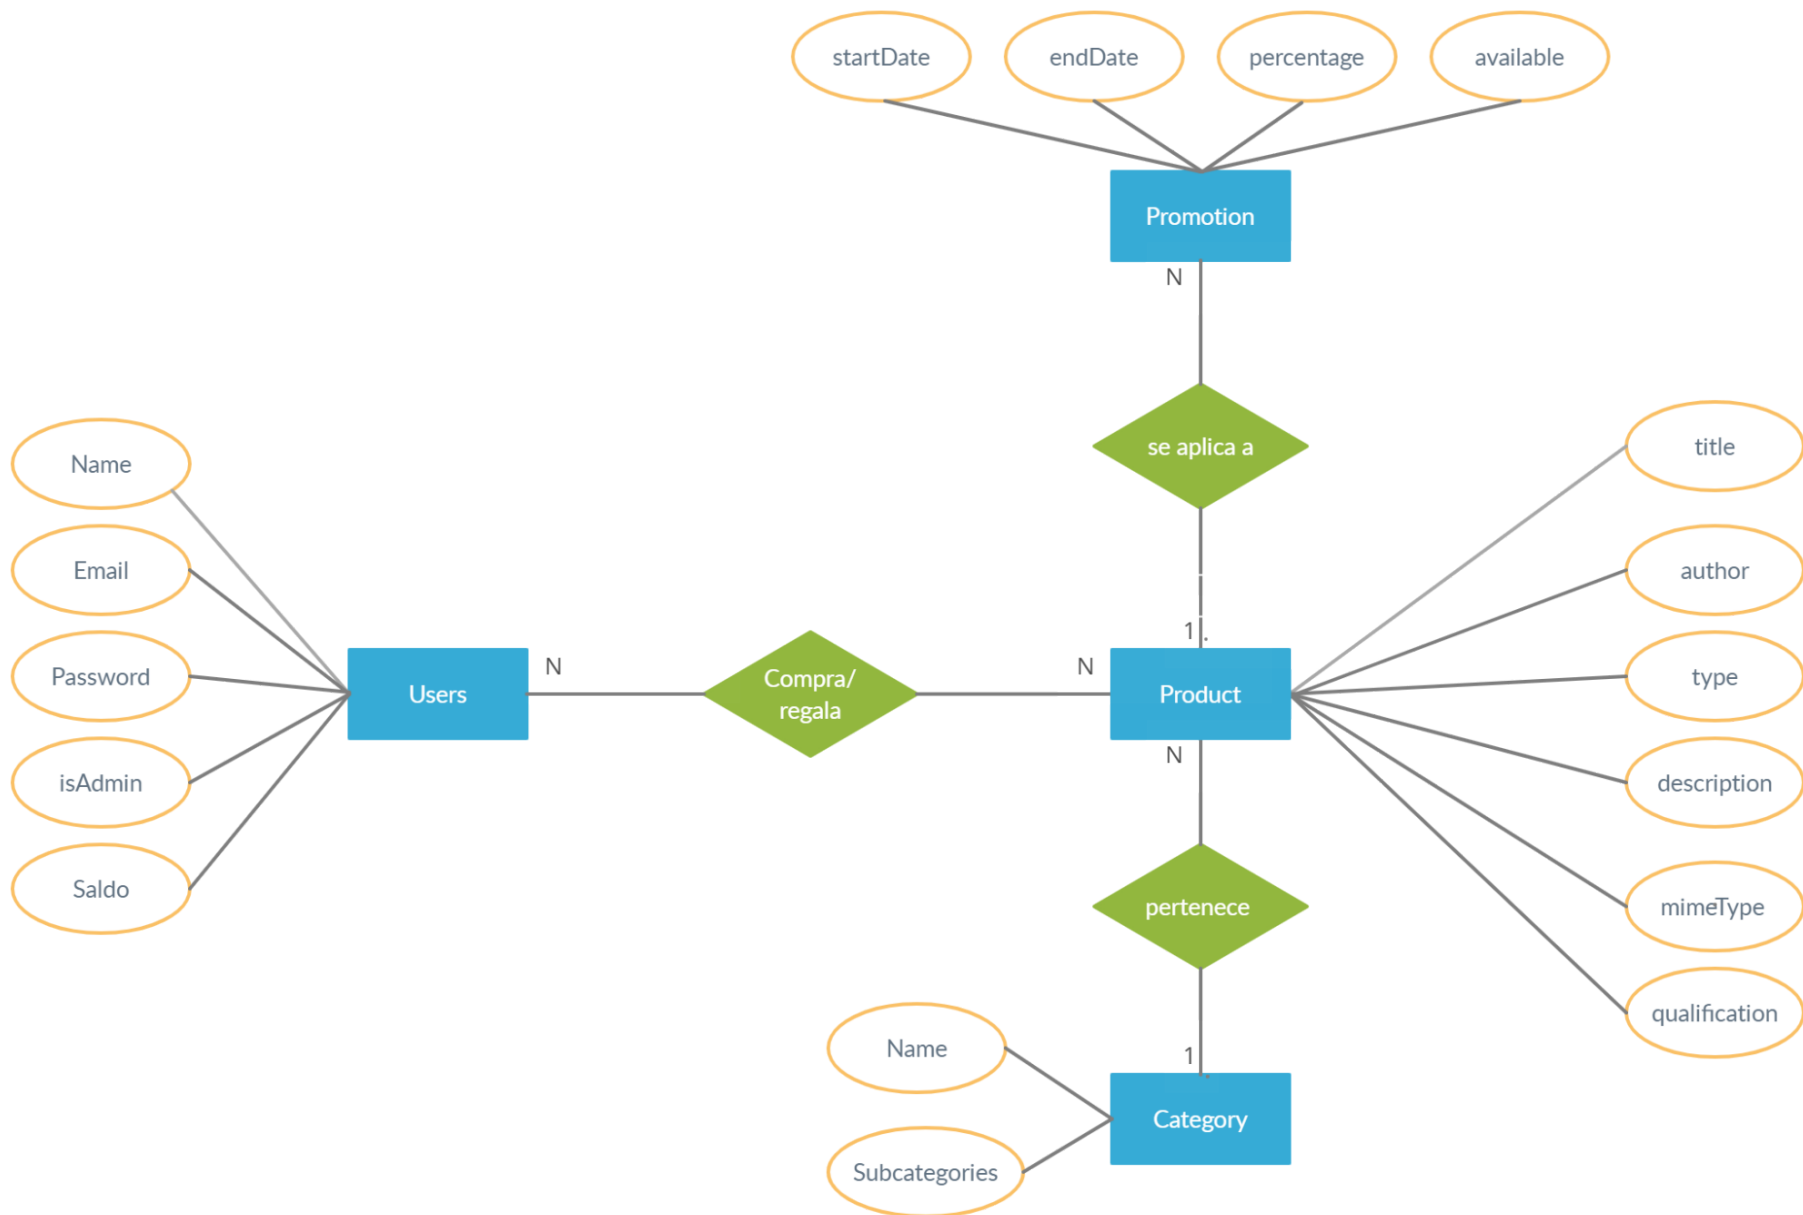 startDate
endDate
percentage
available
Promotion
N
se aplica a
1
Name
Email
Password
isAdmin
Saldo
Users
N
Compra/
regala
N
Product
N
title
author
type
description
mimeType
qualification
pertenece
1
Name
Subcategories
Category